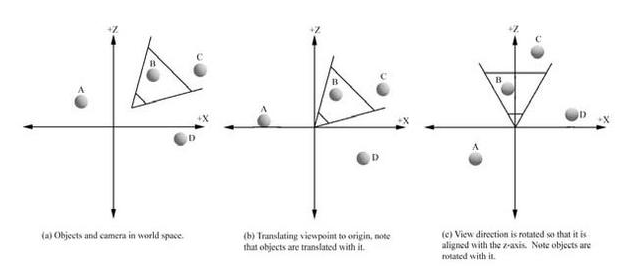 +Z
A
B
C
+X
D
+Z
A
B
C
+X
D
+Z
C
B
D
+X
A
(a) Objects and camera in world space.
(b) Translating viewpoint to origin, note
that objects are translated with it.
(c) View direction is rotated so that it is
aligned with the z-axis. Note objects are
rotated with it.